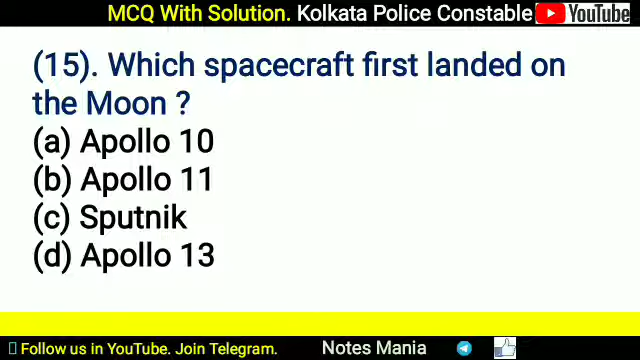 MCQ With Solution. Kolkata Police Constable YouTube
(15). Which spacecraft first landed on
the Moon ?
(a) Apollo 10
(b) Apollo 11
(c) Sputnik
(d) Apollo 13
Follow us in YouTube. Join Telegram. Notes Mania